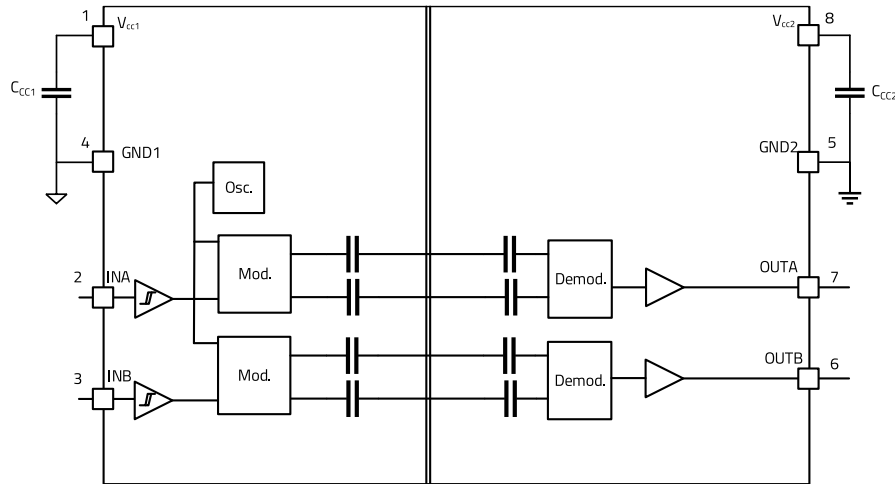 1
Vcc1
Vcc2
8
CCC1
CCC2
4
GND1
GND2
5
Osc.
2
INA
Mod.
Demod.
OUTA
7
3
INB
Mod.
Demod.
OUTB
6